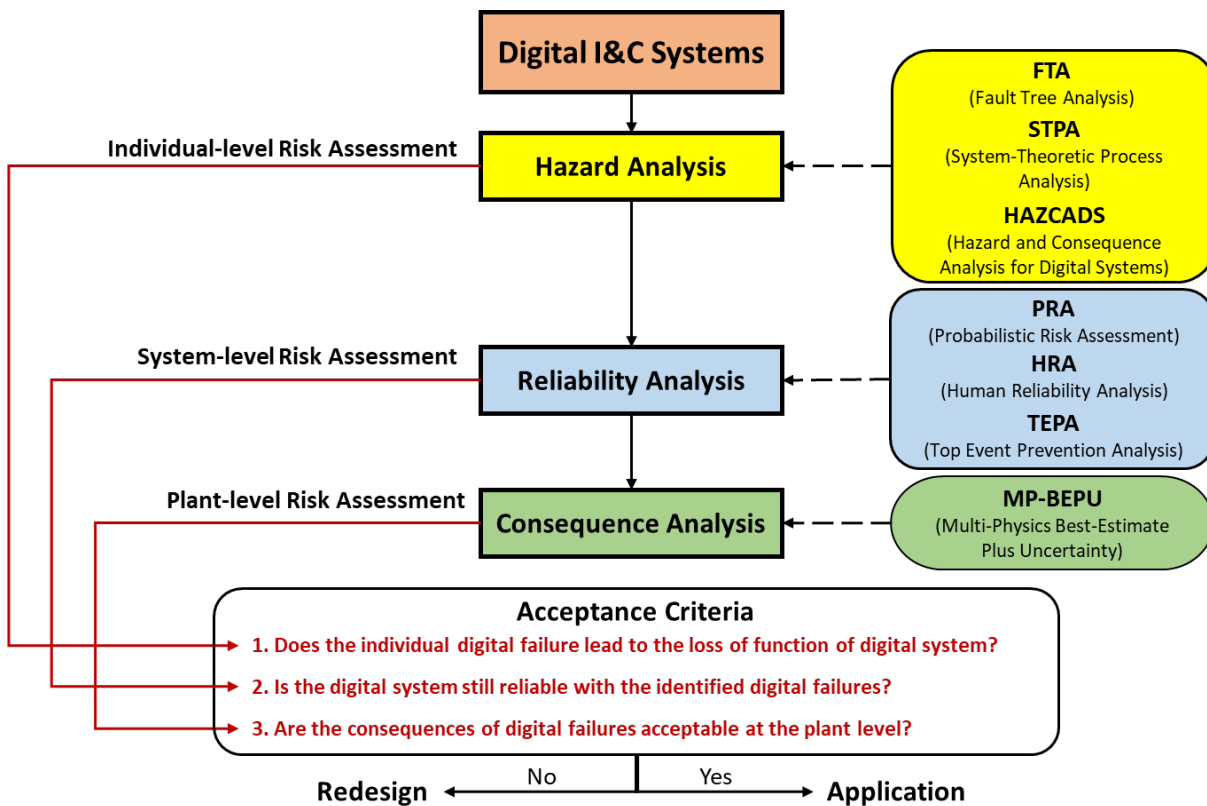 Digital I&C Systems
FTA
(Fault Tree Analysis)
STPA
(System-Theoretic Process
Analysis)
HAZCADS
(Hazard and Consequence
Analysis for Digital Systems)
Individual-level Risk Assessment
Hazard Analysis
PRA
(Probabilistic Risk Assessment)
HRA
(Human Reliability Analysis)
TEPA
(Top Event Prevention Analysis)
System-level Risk Assessment
Reliability Analysis
Plant-level Risk Assessment
Consequence Analysis
MP-BEPU
(Multi-Physics Best-Estimate
Plus Uncertainty)
Acceptance Criteria
1. Does the individual digital failure lead to the loss of function of digital system?
2. Is the digital system still reliable with the identified digital failures?
3. Are the consequences of digital failures acceptable at the plant level?
No
Yes
Redesign
Application